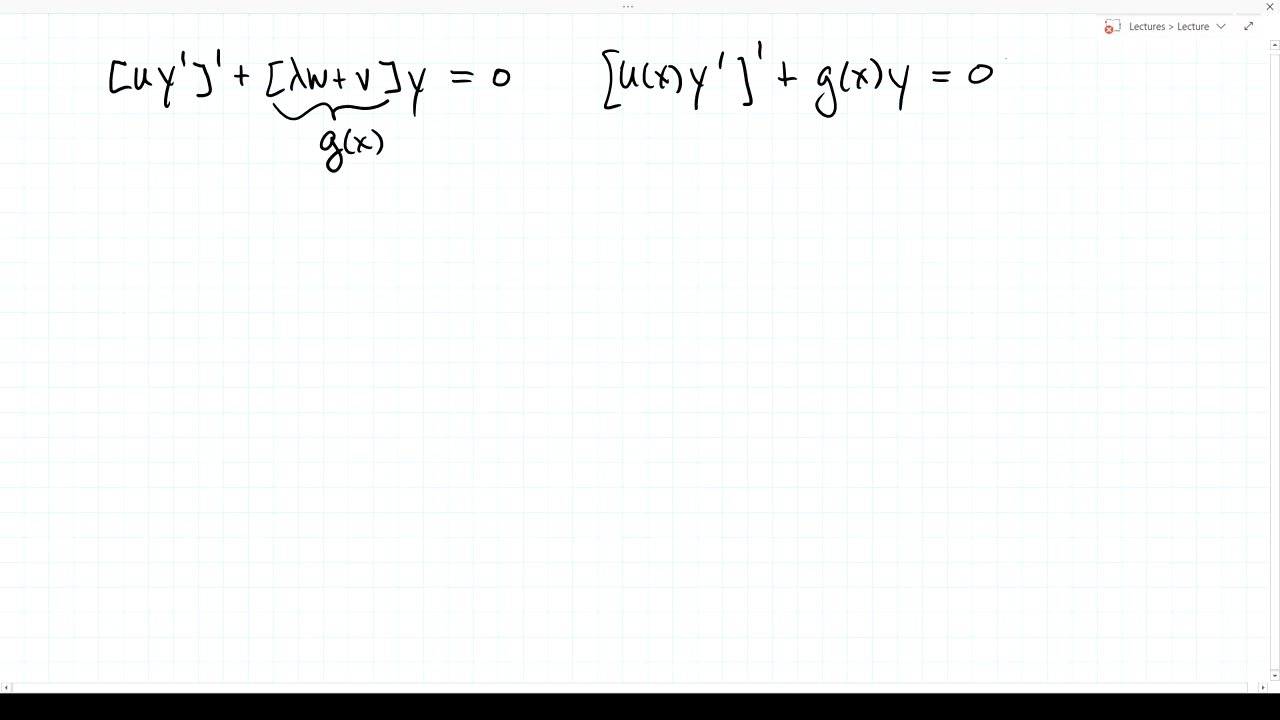 Lectures > Lecture
[uy']' + [λw + v]y = 0 [u(x)y']' + g(x)y = 0
g(x)